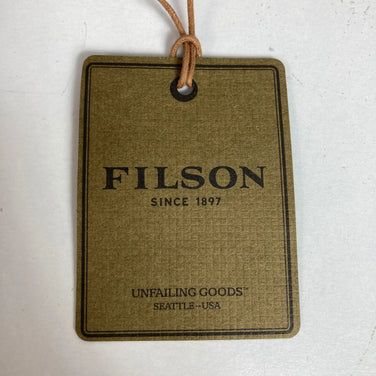 FILSON
SINCE 1897
UNFAILING GOODS™
SEATTLE--USA